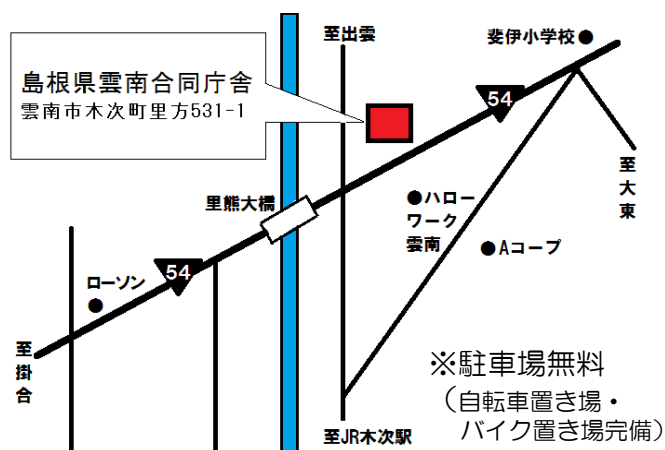 至出雲
斐伊小学校
島根県雲南合同庁舎
雲南市木次町里方531-1
54
至大東
里熊大橋
ハロー
ワーク
雲南
Aコープ
54
ローソン
至掛合
※駐車場無料
（自転車置き場・
バイク置き場完備）
至JR木次駅